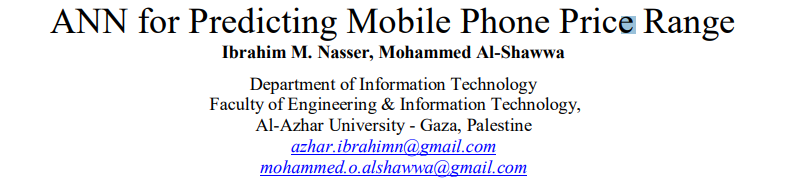 ANN for Predicting Mobile Phone Price Range
Ibrahim M. Nasser, Mohammed Al-Shawwa
Department of Information Technology
Faculty of Engineering & Information Technology,
Al-Azhar University - Gaza, Palestine
azhar.ibrahimn@gmail.com
mohammed.o.alshawwa@gmail.com